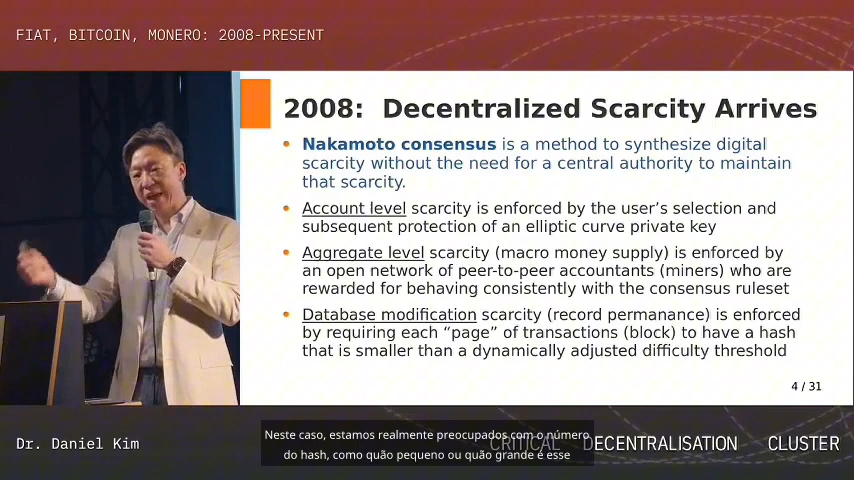 FIAT, BITCOIN, MONERO: 2008-PRESENT
2008: Decentralized Scarcity Arrives
• Nakamoto consensus is a method to synthesize digital
scarcity without the need for a central authority to maintain
that scarcity.
• Account level scarcity is enforced by the user’s selection and
subsequent protection of an elliptic curve private key
• Aggregate level scarcity (macro money supply) is enforced by
an open network of peer-to-peer accountants (miners) who are
rewarded for behaving consistently with the consensus ruleset
• Database modification scarcity (record permanance) is enforced
by requiring each “page” of transactions (block) to have a hash
that is smaller than a dynamically adjusted difficulty threshold
4 / 31
Dr. Daniel Kim
CRITICAL DECENTRALISATION CLUSTER
Neste caso, estamos realmente preocupados com o número
do hash, como quão pequeno ou quão grande é esse